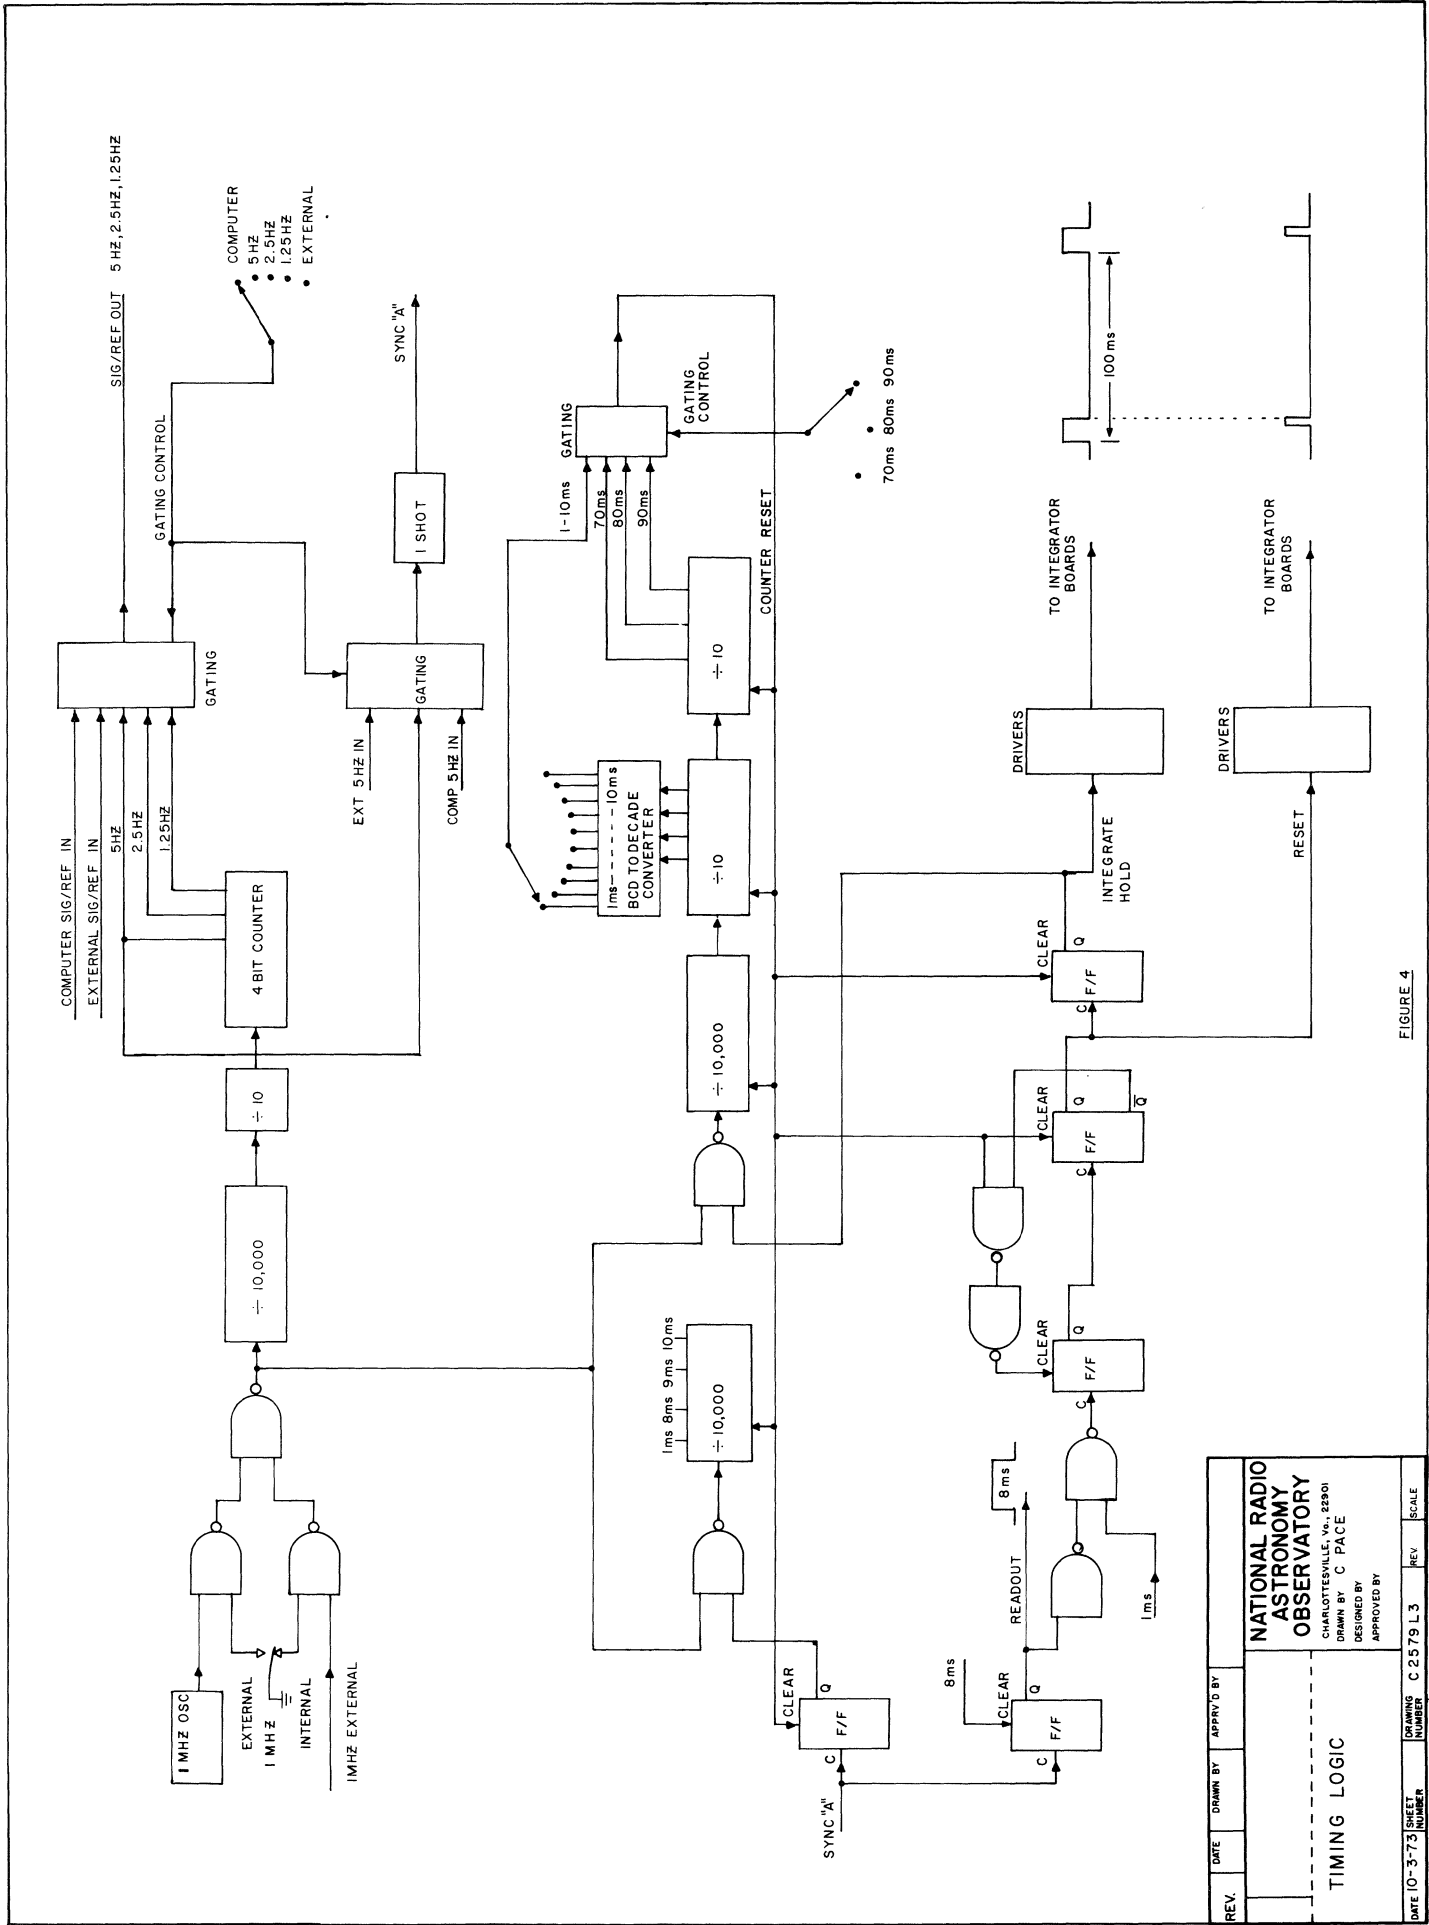 1 MHZ OSC
EXTERNAL
1 MHZ
INTERNAL
1MHZ EXTERNAL
÷ 10,000
÷ 10
4 BIT COUNTER
COMPUTER SIG/REF IN
EXTERNAL SIG/REF IN
5HZ
2.5HZ
1.25HZ
GATING
SIG/REF OUT 5 HZ, 2.5HZ, 1.25HZ
GATING CONTROL
COMPUTER
5HZ
2.5HZ
1.25HZ
EXTERNAL
EXT 5HZ IN
COMP 5HZ IN
GATING
1 SHOT
SYNC "A"
1ms 8ms 9ms 10ms
÷10,000
÷ 10,000
1ms-----10ms
BCD TO DECADE
CONVERTER
÷10
÷10
1-10ms
70ms
80ms
90ms
GATING
GATING
CONTROL
70ms 80ms 90ms
COUNTER RESET
SYNC "A"
C
CLEAR
F/F
Q
8ms
C
CLEAR
F/F
Q
READOUT
8ms
1ms
C
CLEAR
F/F
Q
C
CLEAR
F/F
Q
Q̅
C
CLEAR
F/F
Q
INTEGRATE
HOLD
RESET
DRIVERS
TO INTEGRATOR
BOARDS
100ms
DRIVERS
TO INTEGRATOR
BOARDS
FIGURE 4
REV.
DATE
DRAWN BY
APPRV'D BY
TIMING LOGIC
NATIONAL RADIO
ASTRONOMY
OBSERVATORY
CHARLOTTESVILLE, Va., 22901
DRAWN BY C PACE
DESIGNED BY
APPROVED BY
DATE 10-3-73
SHEET
NUMBER
DRAWING
NUMBER C 2579 L 3
REV.
SCALE